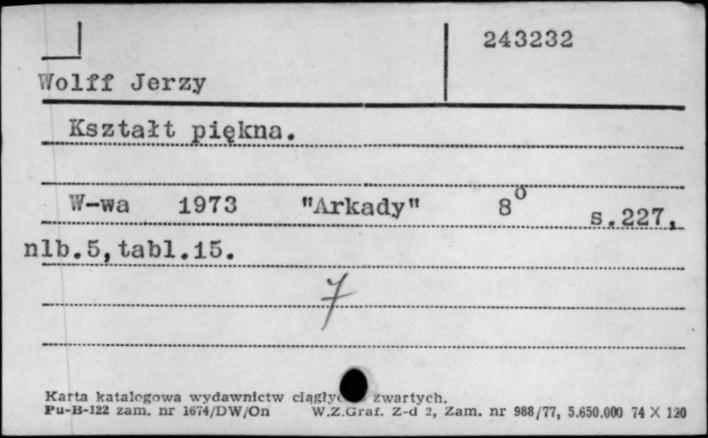 243232
Wolff Jerzy
Kształt piękna.
W-wa 1973 "Arkady" 8° s.227,
nlb.5,tabl.15.
7
Karta katalogowa wydawnictw zwartych.
Pu-B-122 zam. nr 1674/DW/On W.Z.Graf. Z-d 2, Zam. nr 988/77, 5.650.000 74 X 120